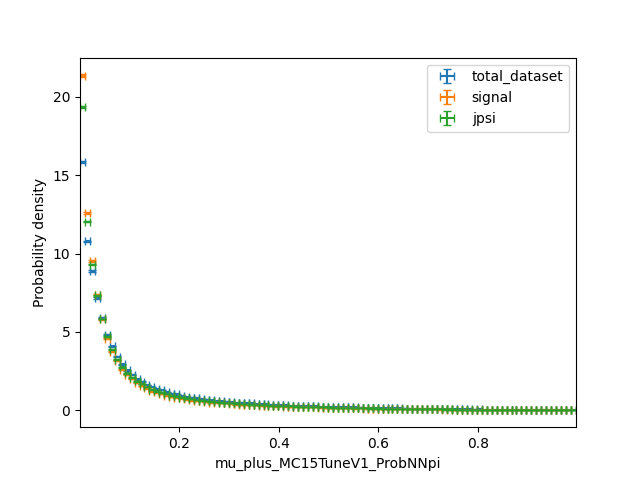 total_dataset
signal
jpsi
20
15
10
5
0
Probability density
0.2 0.4 0.6 0.8
mu_plus_MC15TuneV1_ProbNNpi